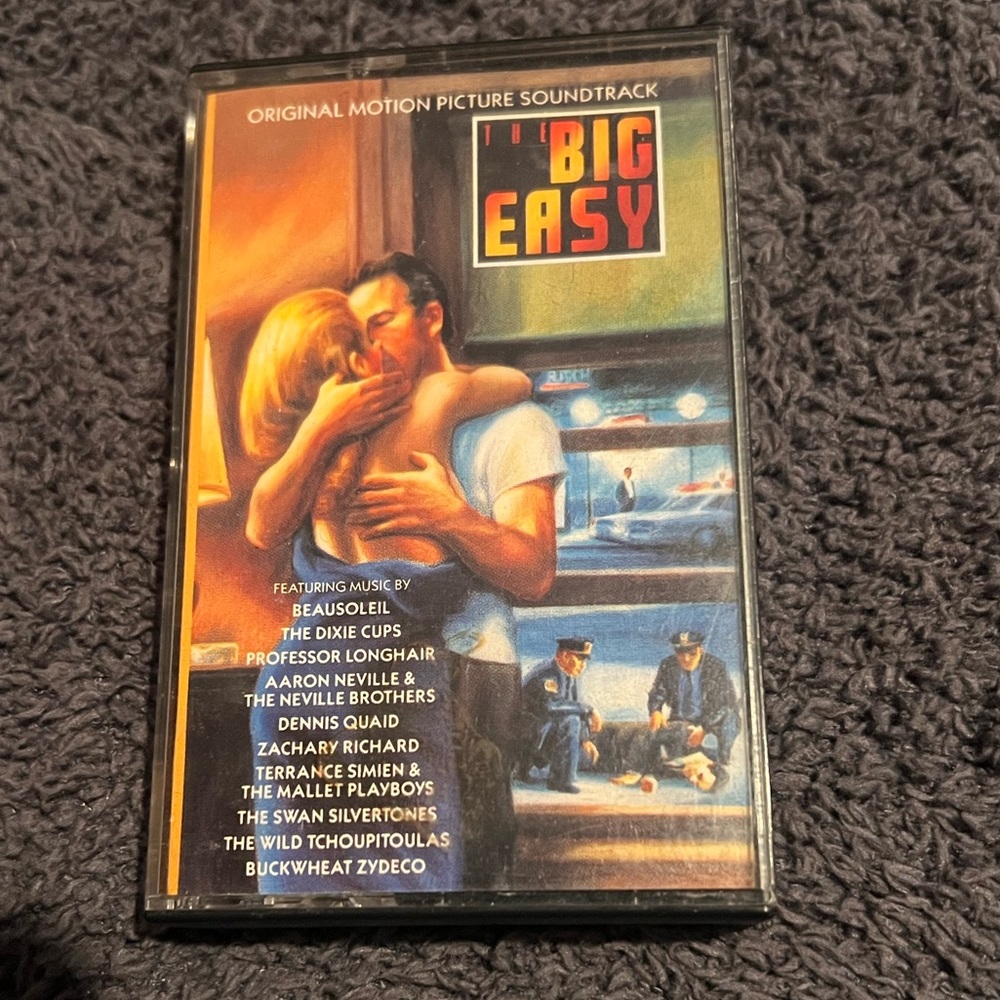 ORIGINAL MOTION PICTURE SOUNDTRACK
THE BIG
EASY
FEATURING MUSIC BY
BEAUSOLEIL
THE DIXIE CUPS
PROFESSOR LONGHAIR
AARON NEVILLE &
THE NEVILLE BROTHERS
DENNIS QUAID
ZACHARY RICHARD
TERRANCE SIMIEN &
THE MALLET PLAYBOYS
THE SWAN SILVERTONES
THE WILD TCHOUPITOULAS
BUCKWHEAT ZYDECO